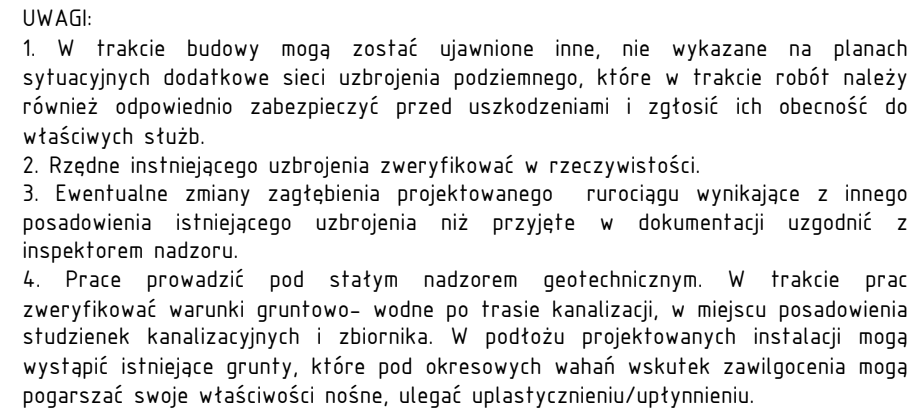 UWAGI:
1. W trakcie budowy mogą zostać ujawnione inne, nie wykazane na planach
sytuacyjnych dodatkowe sieci uzbrojenia podziemnego, które w trakcie robót należy
również odpowiednio zabezpieczyć przed uszkodzeniami i zgłosić ich obecność do
właściwych służb.
2. Rzędne instniejącego uzbrojenia zweryfikować w rzeczywistości.
3. Ewentualne zmiany zagłębienia projektowanego rurociągu wynikające z innego
posadowienia istniejącego uzbrojenia niż przyjęte w dokumentacji uzgodnić z
inspektorem nadzoru.
4. Prace prowadzić pod stałym nadzorem geotechnicznym. W trakcie prac
zweryfikować warunki gruntowo- wodne po trasie kanalizacji, w miejscu posadowienia
studzienek kanalizacyjnych i zbiornika. W podłożu projektowanych instalacji mogą
wystąpić istniejące grunty, które pod okresowych wahań wskutek zawilgocenia mogą
pogarszać swoje właściwości nośne, ulegać uplastycznieniu/upłynnieniu.